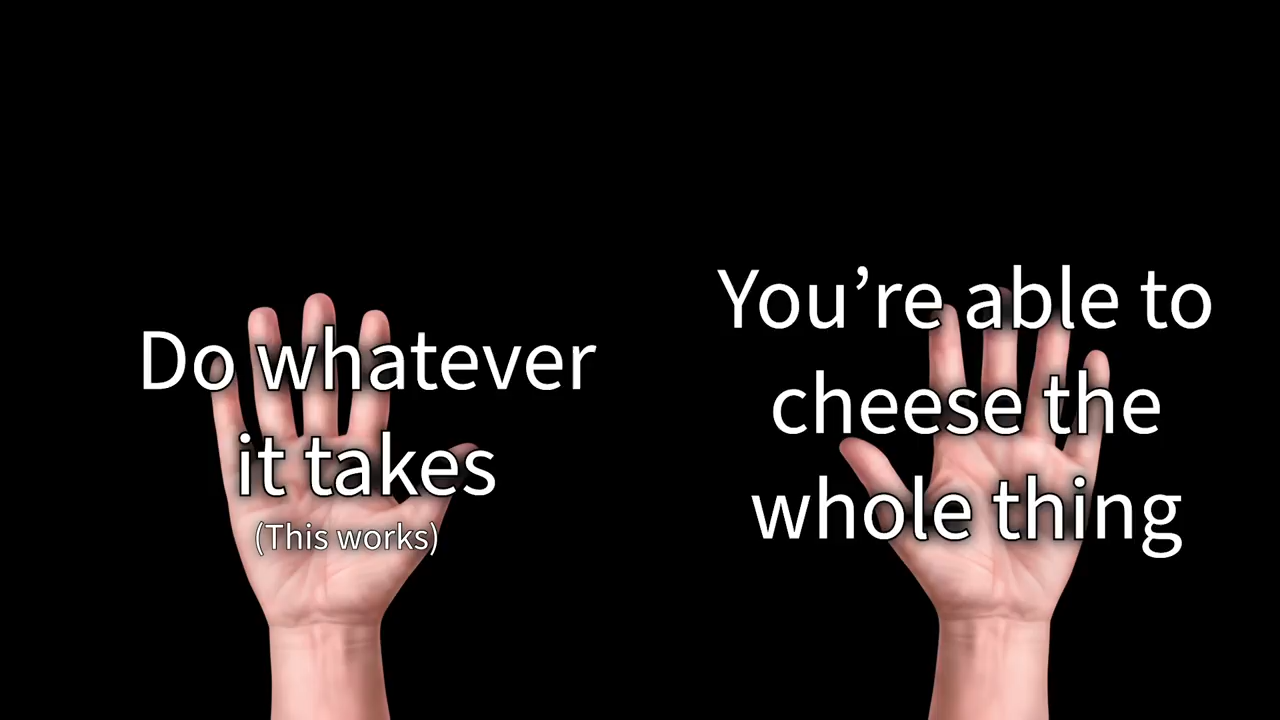 Do whatever
it takes
(This works)
You’re able to
cheese the
whole thing